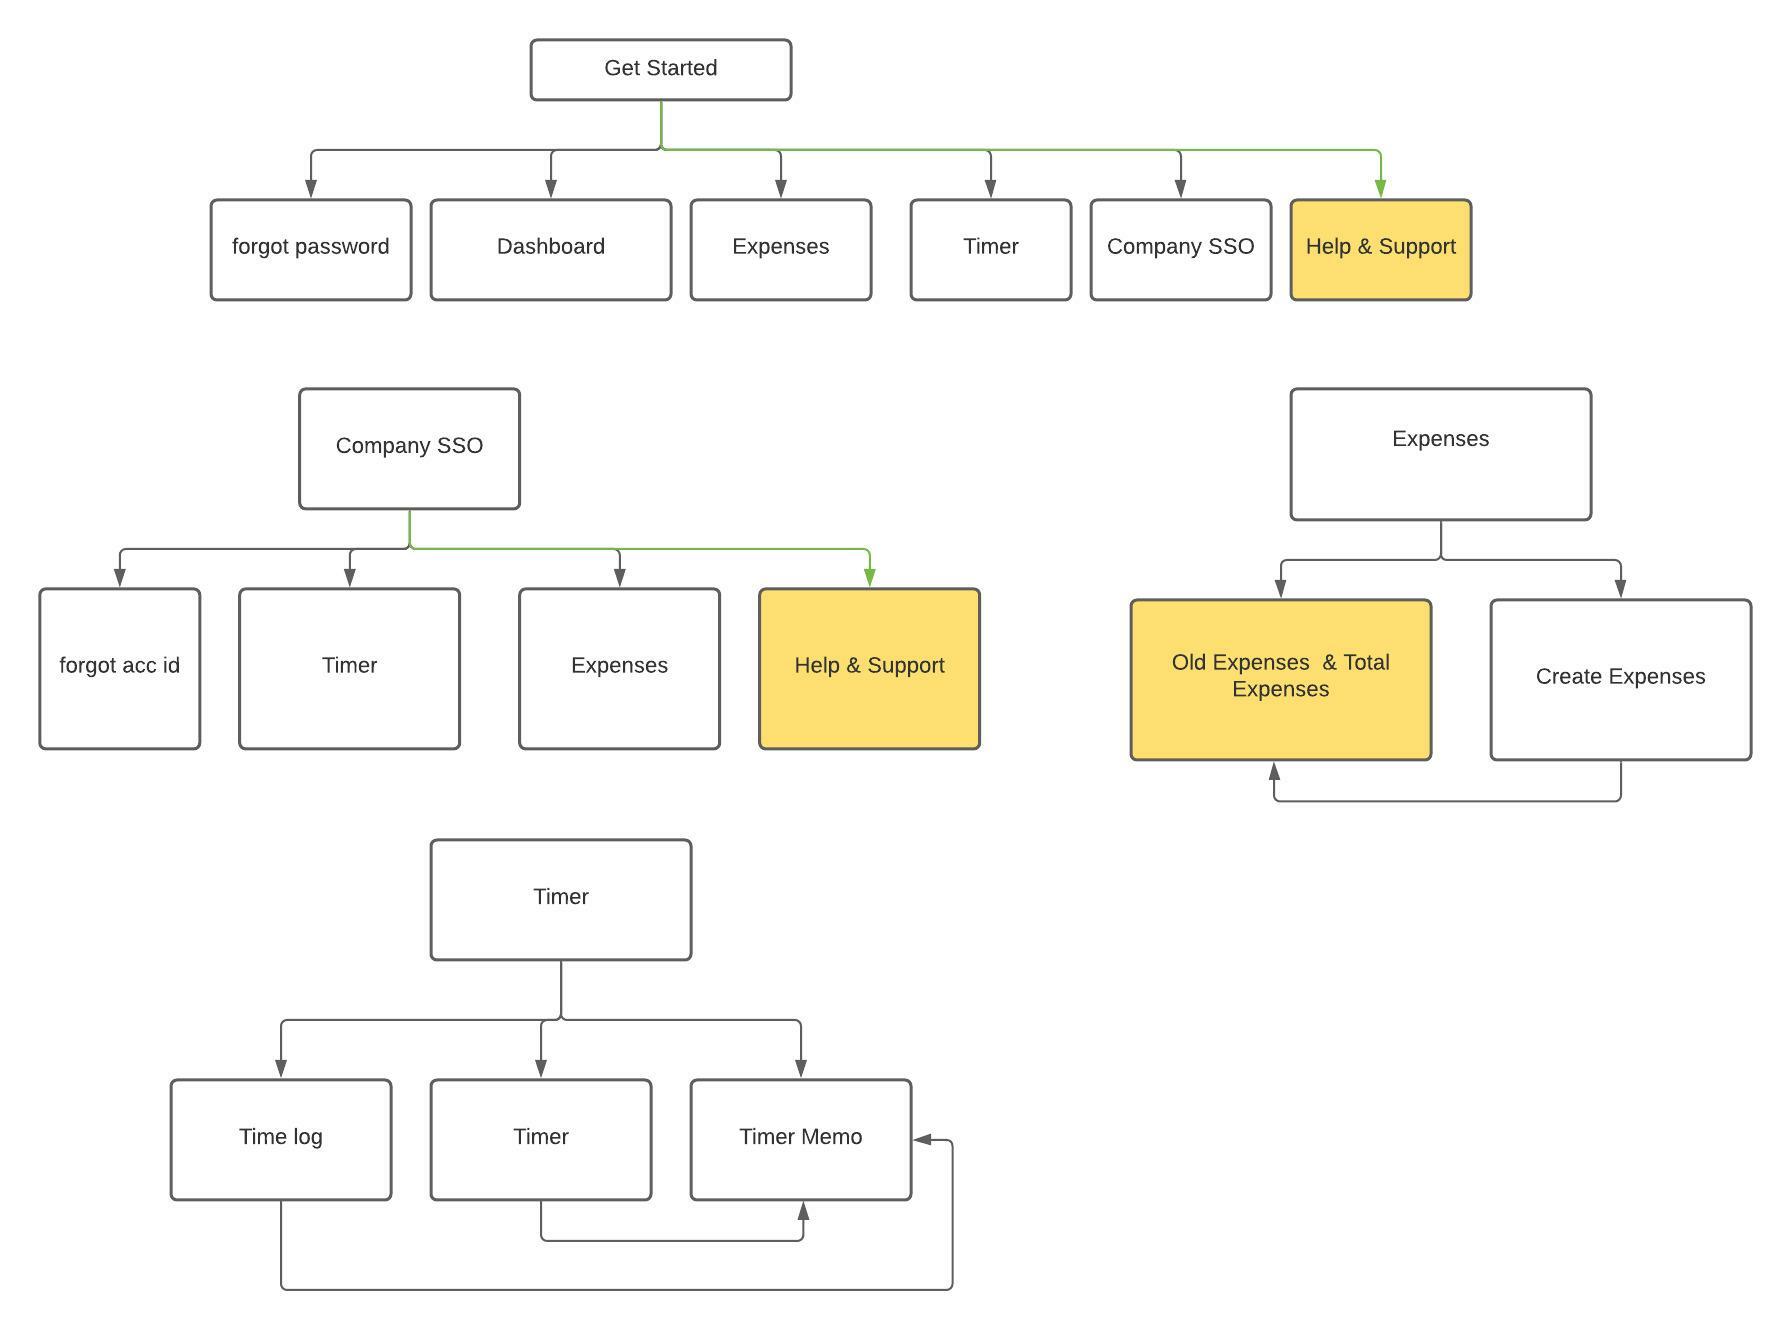 Get Started
forgot password
Dashboard
Expenses
Timer
Company SSO
Help & Support
Company SSO
forgot acc id
Timer
Expenses
Help & Support
Expenses
Old Expenses  & Total
Expenses
Create Expenses
Timer
Time log
Timer
Timer Memo